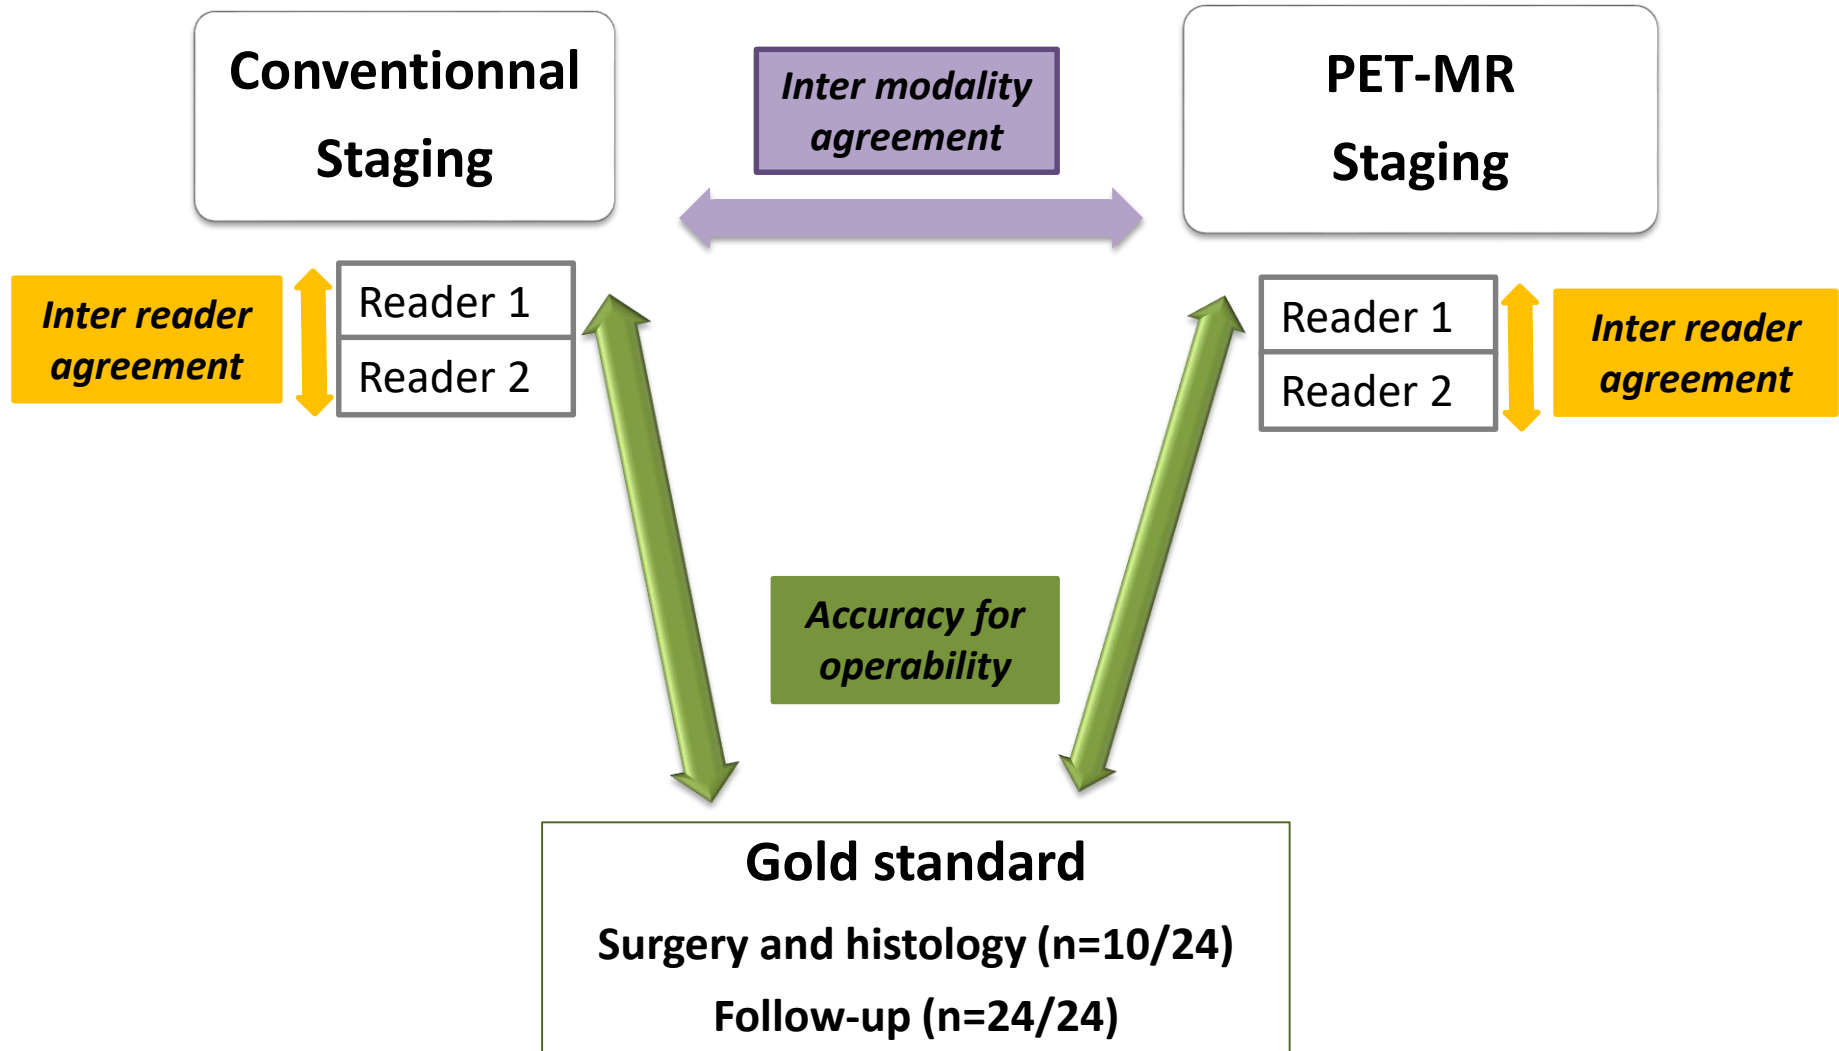 Conventionnal
Staging
Inter modality
agreement
PET-MR
Staging
Inter reader
agreement
Reader 1
Reader 2
Reader 1
Reader 2
Inter reader
agreement
Accuracy for
operability
Gold standard
Surgery and histology (n=10/24)
Follow-up (n=24/24)